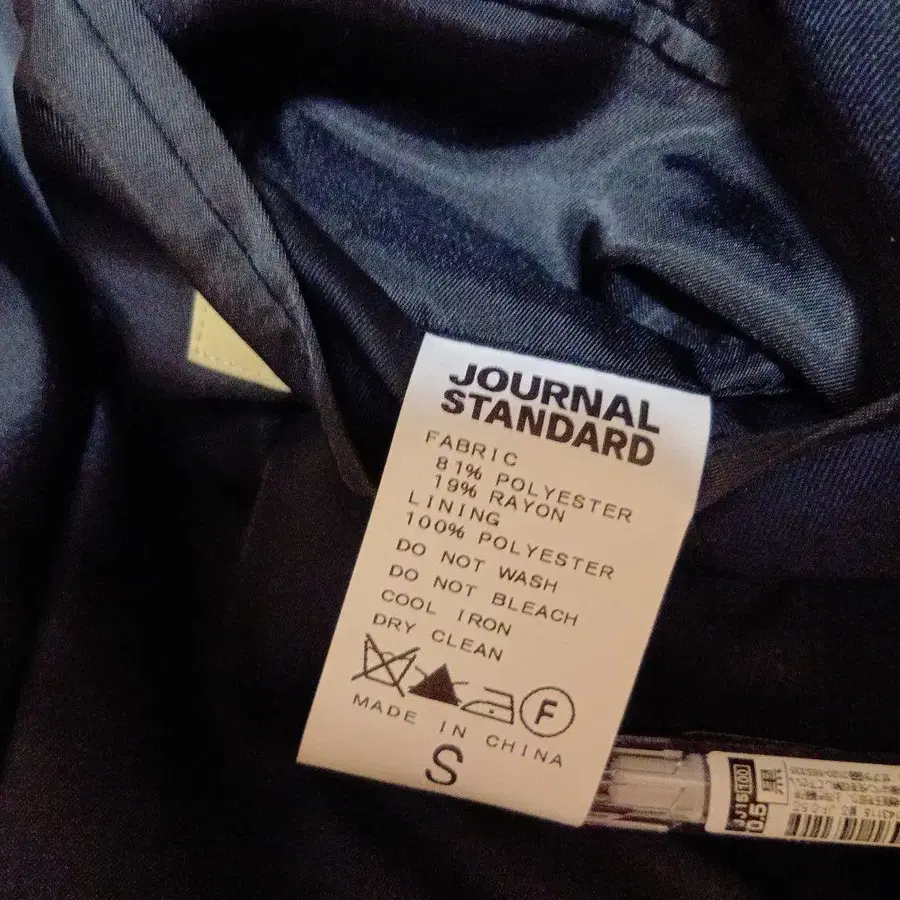 JOURNAL
STANDARD
FABRIC
81% POLYESTER
19% RAYON
LINING
100% POLYESTER
DO NOT WASH
DO NOT BLEACH
COOL IRON
DRY CLEAN
F
MADE IN CHINA
S
0.5
黒